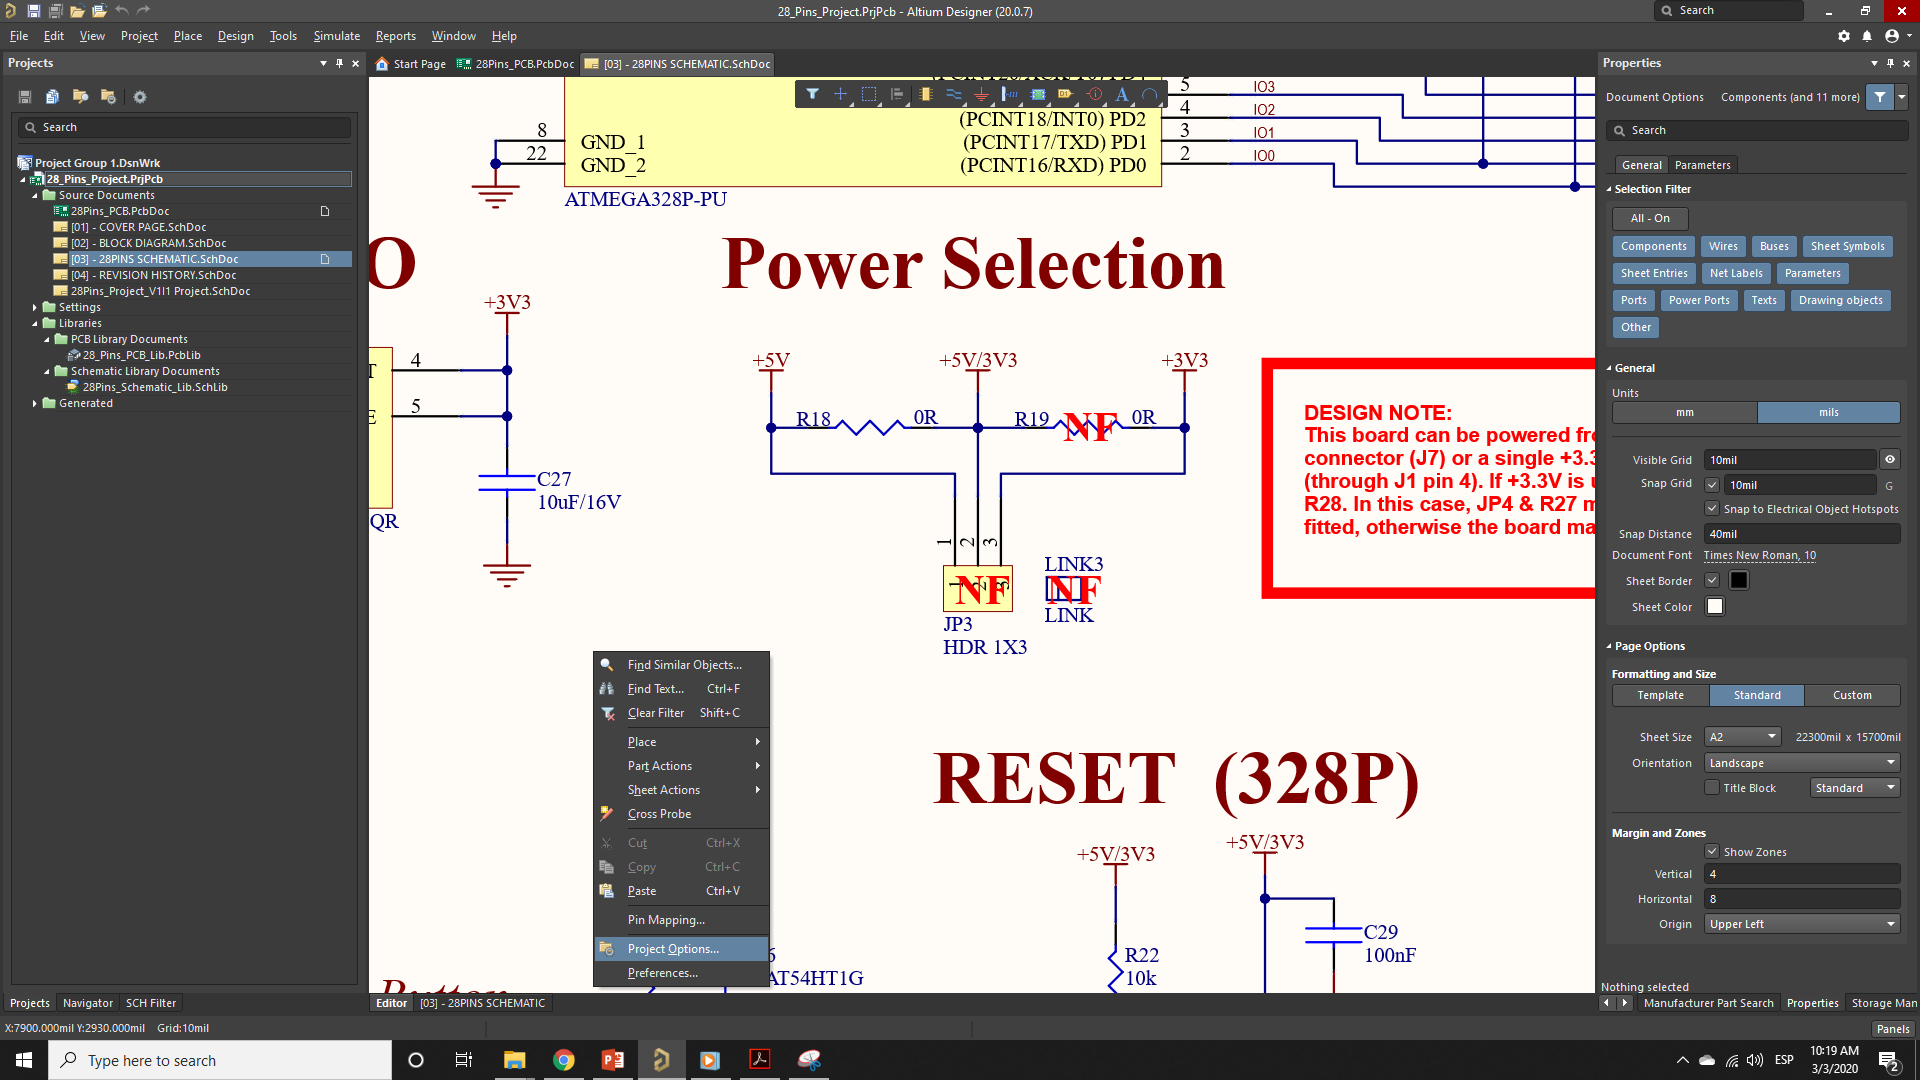 28_Pins_Project.PrjPcb - Altium Designer (20.0.7)
Search
File Edit View Project Place Design Tools Simulate Reports Window Help
Projects
Start Page
28Pins_PCB.PcbDoc
[03] - 28PINS SCHEMATIC.SchDoc
Properties
Search
Project Group 1.DsnWrk
28_Pins_Project.PrjPcb
Source Documents
28Pins_PCB.PcbDoc
[01] - COVER PAGE.SchDoc
[02] - BLOCK DIAGRAM.SchDoc
[03] - 28PINS SCHEMATIC.SchDoc
[04] - REVISION HISTORY.SchDoc
28Pins_Project_V1I1 Project.SchDoc
Settings
Libraries
PCB Library Documents
28_Pins_PCB_Lib.PcbLib
Schematic Library Documents
28Pins_Schematic_Lib.SchLib
Generated
5 IO3
(PCINT18/INT0) PD2 4 IO2
8 GND_1 (PCINT17/TXD) PD1 3 IO1
22 GND_2 (PCINT16/RXD) PD0 2 IO0
ATMEGA328P-PU
O
Power Selection
+3V3
4
5
C27
10uF/16V
QR
+5V +5V/3V3 +3V3
R18 0R R19 NF 0R
1 2 3
1 NF 3
JP3
HDR 1X3
LINK3
NF
LINK
DESIGN NOTE:
This board can be powered fr
connector (J7) or a single +3.3
(through J1 pin 4). If +3.3V is u
R28. In this case, JP4 & R27 m
fitted, otherwise the board ma
RESET (328P)
+5V/3V3 +5V/3V3
R22
10k
C29
100nF
6
AT54HT1G
Button
Find Similar Objects...
Find Text... Ctrl+F
Clear Filter Shift+C
Place
Part Actions
Sheet Actions
Cross Probe
Cut Ctrl+X
Copy Ctrl+C
Paste Ctrl+V
Pin Mapping...
Project Options...
Preferences...
Document Options Components (and 11 more)
Search
General Parameters
Selection Filter
All - On
Components Wires Buses Sheet Symbols
Sheet Entries Net Labels Parameters
Ports Power Ports Texts Drawing objects
Other
General
Units
mm mils
Visible Grid 10mil
Snap Grid 10mil G
Snap to Electrical Object Hotspots
Snap Distance 40mil
Document Font Times New Roman, 10
Sheet Border
Sheet Color
Page Options
Formatting and Size
Template Standard Custom
Sheet Size A2 22300mil x 15700mil
Orientation Landscape
Title Block Standard
Margin and Zones
Show Zones
Vertical 4
Horizontal 8
Origin Upper Left
Nothing selected
Projects Navigator SCH Filter
Editor [03] - 28PINS SCHEMATIC
Manufacturer Part Search Properties Storage Man
X:7900.000mil Y:2930.000mil Grid:10mil
Panels
Type here to search
ESP
10:19 AM
3/3/2020
2